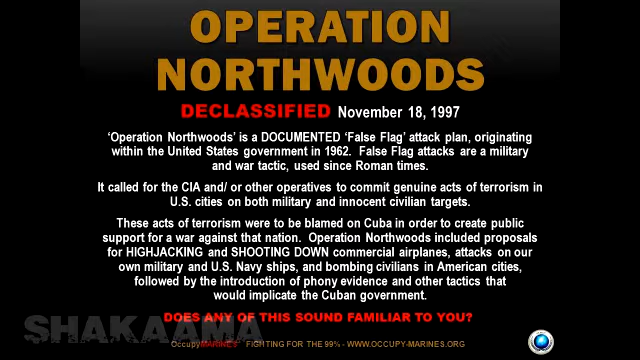 OPERATION
NORTHWOODS
DECLASSIFIED November 18, 1997
'Operation Northwoods' is a DOCUMENTED 'False Flag' attack plan, originating
within the United States government in 1962.  False Flag attacks are a military
and war tactic, used since Roman times.
It called for the CIA and/ or other operatives to commit genuine acts of terrorism in
U.S. cities on both military and innocent civilian targets.
These acts of terrorism were to be blamed on Cuba in order to create public
support for a war against that nation.  Operation Northwoods included proposals
for HIGHJACKING and SHOOTING DOWN commercial airplanes, attacks on our
own military and U.S. Navy ships, and bombing civilians in American cities,
followed by the introduction of phony evidence and other tactics that
would implicate the Cuban government.
DOES ANY OF THIS SOUND FAMILIAR TO YOU?
SHAKAAMA
OccupyMARINES FIGHTING FOR THE 99% - WWW.OCCUPY-MARINES.ORG